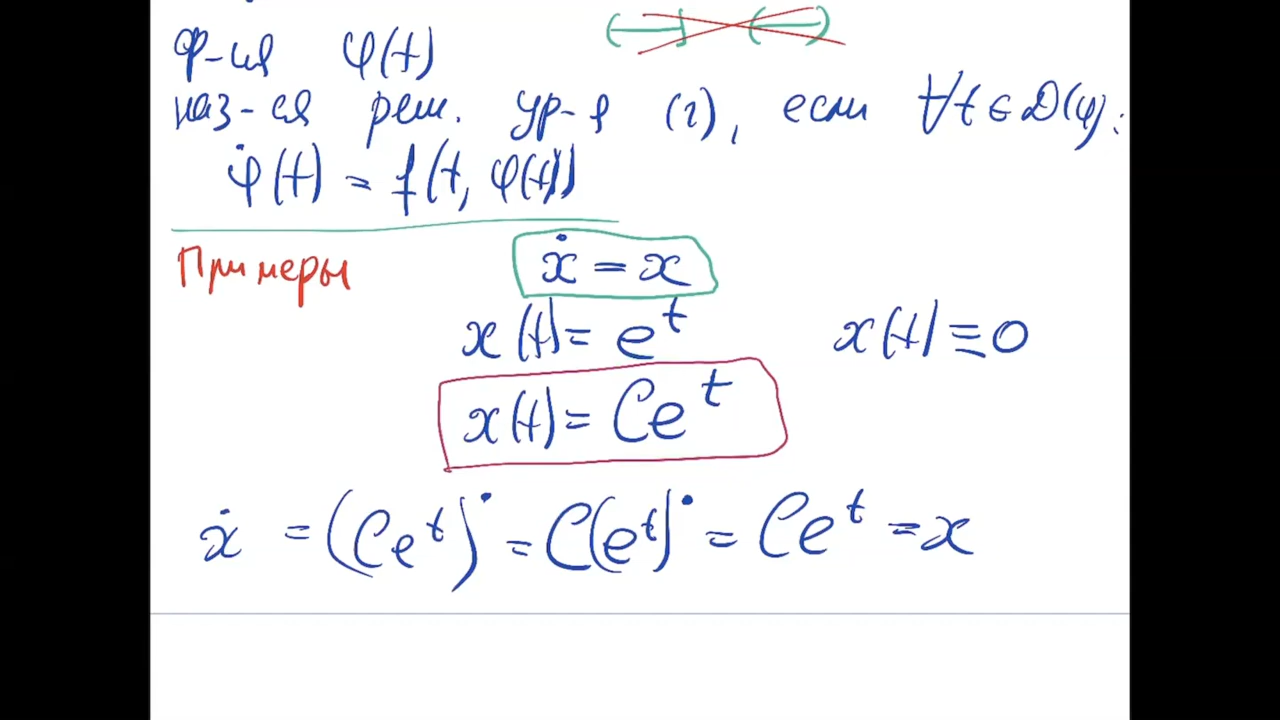 ф-ия φ(t)
наз-ся реш. ур-я (1), если ∀t ∈ D(φ):
φ̇(t) = f(t, φ(t))
Примеры ẋ = x
x(t) = e^t x(t) ≡ 0
x(t) = Ce^t
ẋ = (Ce^t)˙ = C(e^t)˙ = Ce^t = x